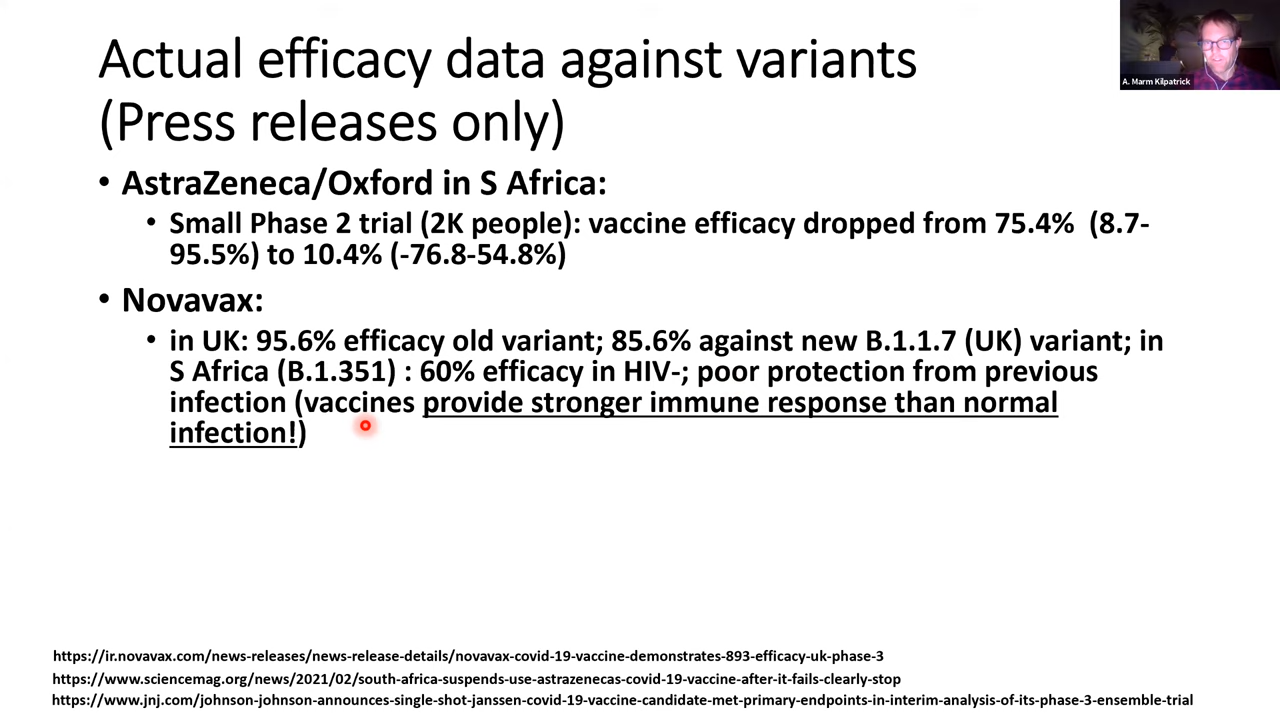 Actual efficacy data against variants
(Press releases only)
A. Marm Kilpatrick
• AstraZeneca/Oxford in S Africa:
• Small Phase 2 trial (2K people): vaccine efficacy dropped from 75.4% (8.7-
95.5%) to 10.4% (-76.8-54.8%)
• Novavax:
• in UK: 95.6% efficacy old variant; 85.6% against new B.1.1.7 (UK) variant; in
S Africa (B.1.351) : 60% efficacy in HIV-; poor protection from previous
infection (vaccines provide stronger immune response than normal
infection!)
https://ir.novavax.com/news-releases/news-release-details/novavax-covid-19-vaccine-demonstrates-893-efficacy-uk-phase-3
https://www.sciencemag.org/news/2021/02/south-africa-suspends-use-astrazenecas-covid-19-vaccine-after-it-fails-clearly-stop
https://www.jnj.com/johnson-johnson-announces-single-shot-janssen-covid-19-vaccine-candidate-met-primary-endpoints-in-interim-analysis-of-its-phase-3-ensemble-trial